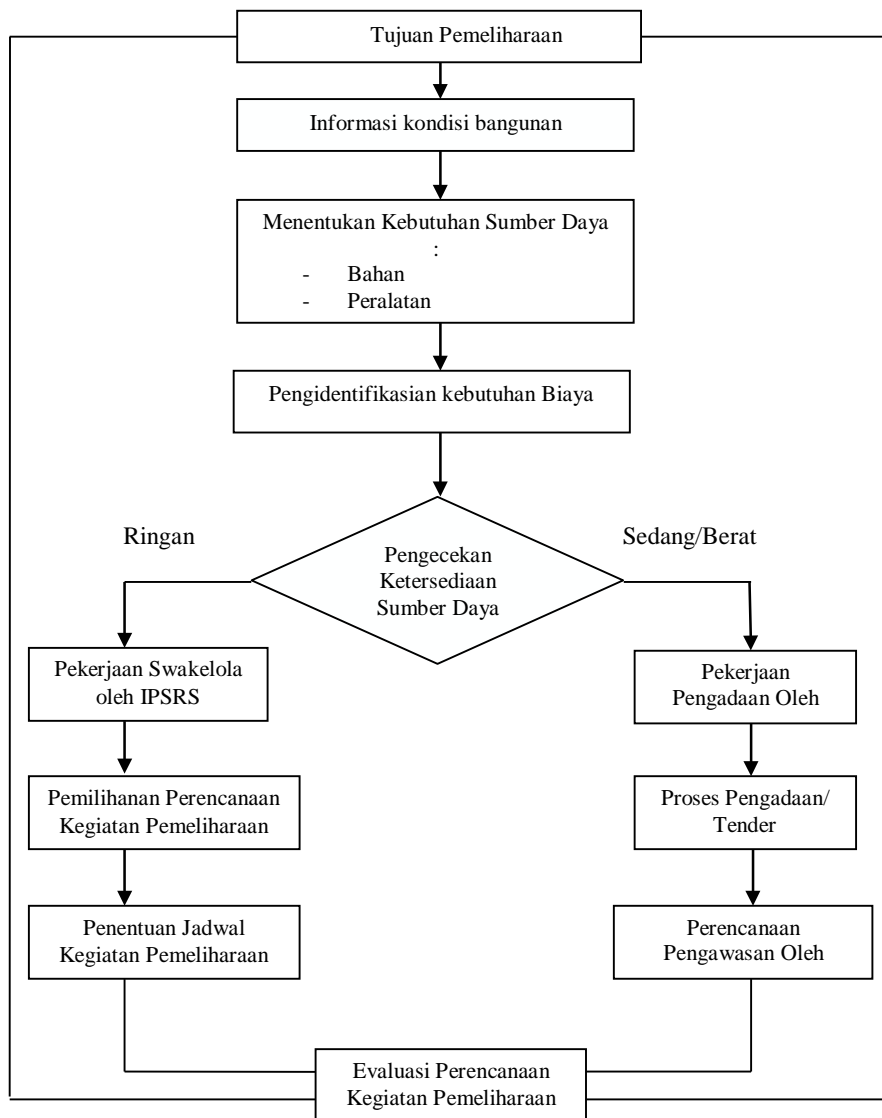 Tujuan Pemeliharaan
Informasi kondisi bangunan
Menentukan Kebutuhan Sumber Daya
:
- Bahan
- Peralatan
Pengidentifikasian kebutuhan Biaya
Pengecekan
Ketersediaan
Sumber Daya
Ringan
Sedang/Berat
Pekerjaan Swakelola
oleh IPSRS
Pemilihanan Perencanaan
Kegiatan Pemeliharaan
Penentuan Jadwal
Kegiatan Pemeliharaan
Pekerjaan
Pengadaan Oleh
Proses Pengadaan/
Tender
Perencanaan
Pengawasan Oleh
Evaluasi Perencanaan
Kegiatan Pemeliharaan